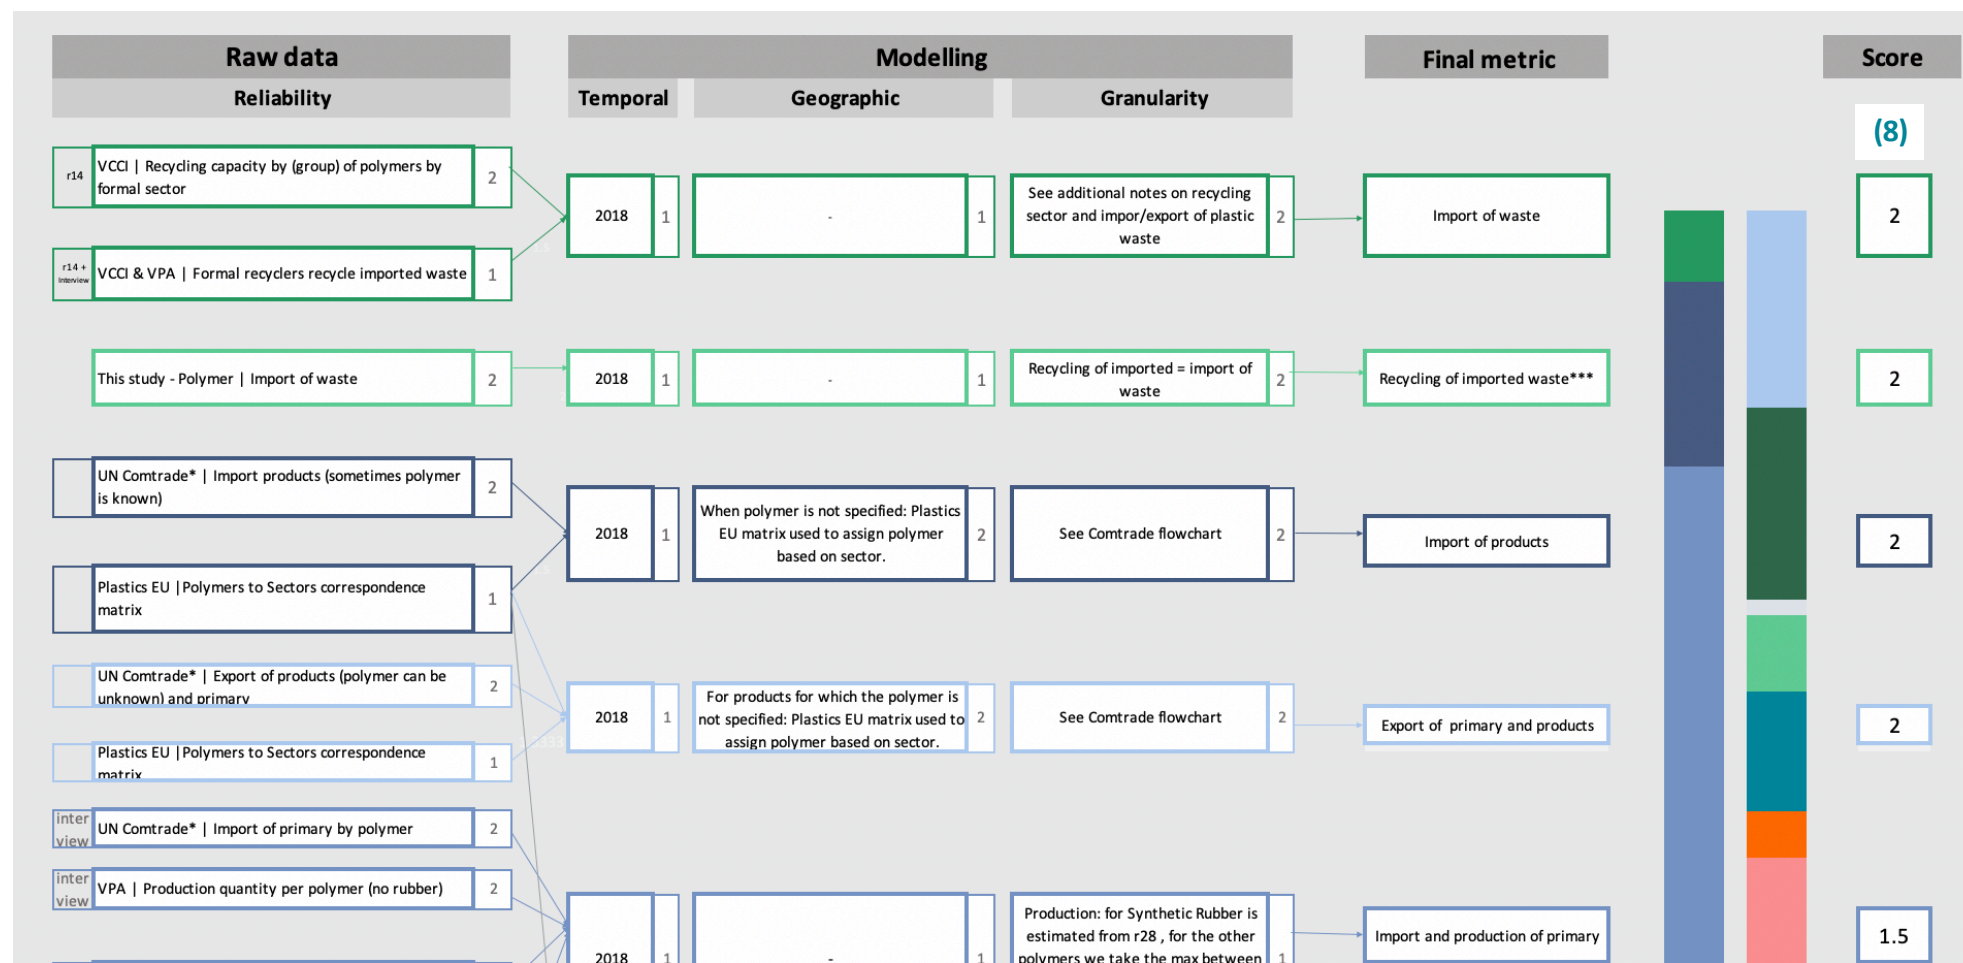 Raw data
Modelling
Final metric
Score
Reliability
Temporal
Geographic
Granularity
(8)
r14
VCCI | Recycling capacity by (group) of polymers by
formal sector
2
r14 +
interview
VCCI & VPA | Formal recyclers recycle imported waste
1
2018
1
-
1
See additional notes on recycling
sector and impor/export of plastic
waste
2
Import of waste
2
This study - Polymer | Import of waste
2
2018
1
-
1
Recycling of imported = import of
waste
2
Recycling of imported waste***
2
UN Comtrade* | Import products (sometimes polymer
is known)
2
Plastics EU |Polymers to Sectors correspondence
matrix
1
2018
1
When polymer is not specified: Plastics
EU matrix used to assign polymer
based on sector.
2
See Comtrade flowchart
2
Import of products
2
UN Comtrade* | Export of products (polymer can be
unknown) and primary
2
Plastics EU |Polymers to Sectors correspondence
matrix
1
2018
1
For products for which the polymer is
not specified: Plastics EU matrix used to
assign polymer based on sector.
2
See Comtrade flowchart
2
Export of primary and products
2
inter
view
UN Comtrade* | Import of primary by polymer
2
inter
view
VPA | Production quantity per polymer (no rubber)
2
2018
1
-
1
Production: for Synthetic Rubber is
estimated from r28 , for the other
polymers we take the max between
1
Import and production of primary
1.5